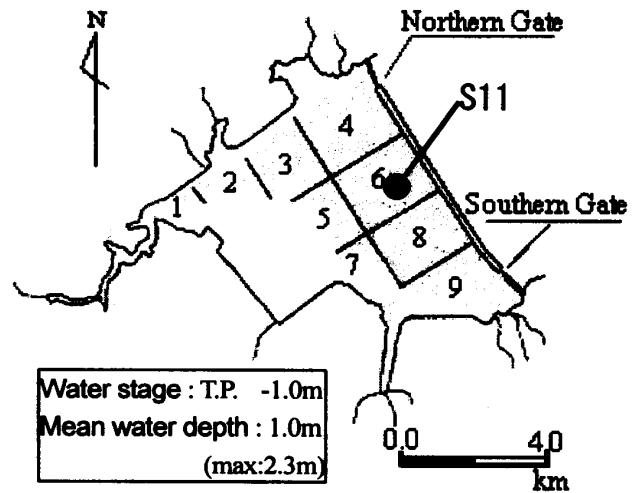 N
Northern Gate
S11
4
3
6
2
Southern Gate
1
5
8
7
9
Water stage : T.P. -1.0m
Mean water depth : 1.0m
(max:2.3m)
0.0 4.0
km